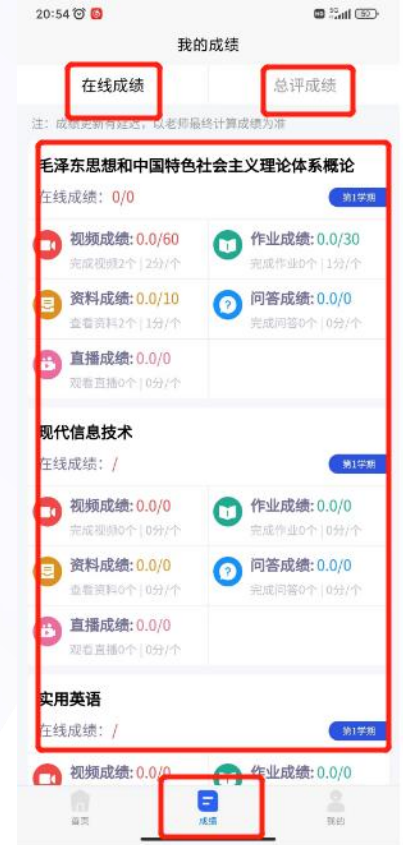 20:54
我的成绩
在线成绩 总评成绩
注: 成绩更新有延迟, 以老师最终计算成绩为准
毛泽东思想和中国特色社会主义理论体系概论
在线成绩: 0/0 第1学期
视频成绩: 0.0/60 作业成绩: 0.0/30
完成视频2个 | 2分/个 完成作业0个 | 1分/个
资料成绩: 0.0/10 问答成绩: 0.0/0
查看资料2个 | 1分/个 完成问答0个 | 0分/个
直播成绩: 0.0/0
观看直播0个 | 0分/个
现代信息技术
在线成绩: / 第1学期
视频成绩: 0.0/0 作业成绩: 0.0/0
完成视频0个 | 0分/个 完成作业0个 | 0分/个
资料成绩: 0.0/0 问答成绩: 0.0/0
查看资料0个 | 0分/个 完成问答0个 | 0分/个
直播成绩: 0.0/0
观看直播0个 | 0分/个
实用英语
在线成绩: / 第1学期
视频成绩: 0.0/0 作业成绩: 0.0/0
首页 成绩 我的